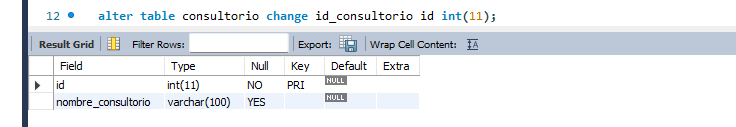 12 alter table consultorio change id_consultorio id int(11);
Result Grid Filter Rows: Export: Wrap Cell Content:
Field Type Null Key Default Extra
id int(11) NO PRI NULL
nombre_consultorio varchar(100) YES NULL